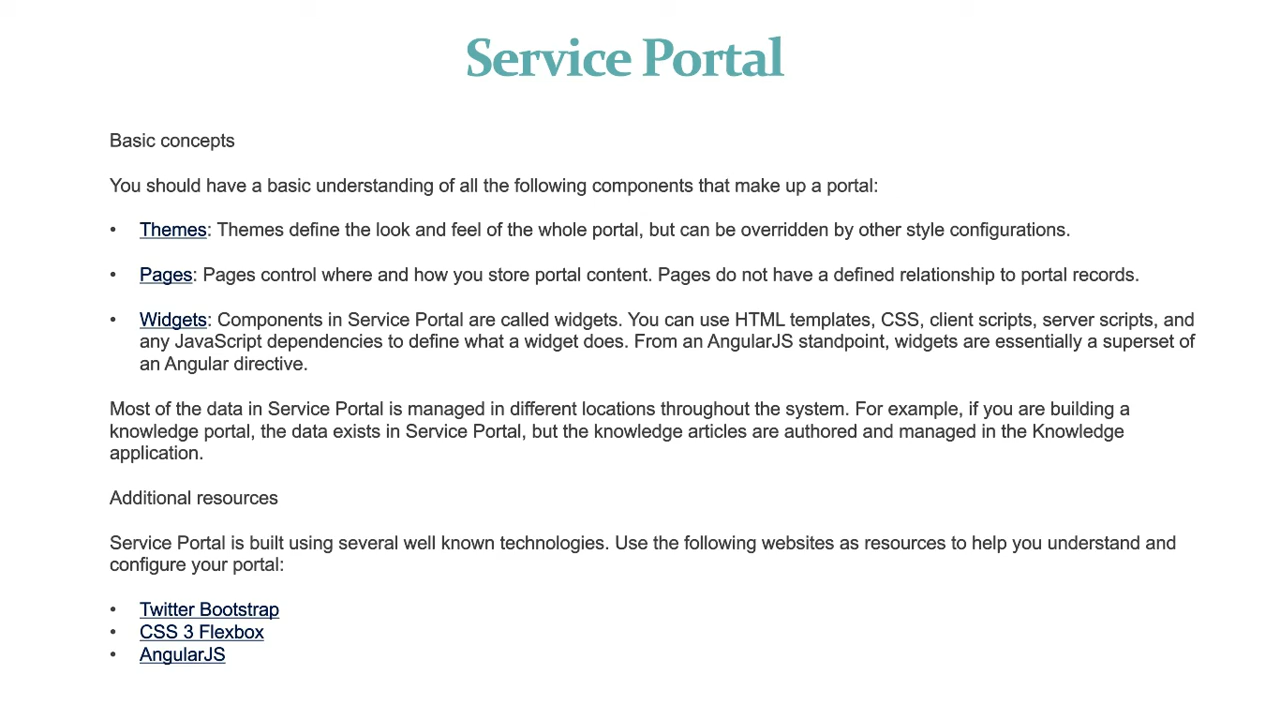 Service Portal
Basic concepts
You should have a basic understanding of all the following components that make up a portal:
• Themes: Themes define the look and feel of the whole portal, but can be overridden by other style configurations.
• Pages: Pages control where and how you store portal content. Pages do not have a defined relationship to portal records.
• Widgets: Components in Service Portal are called widgets. You can use HTML templates, CSS, client scripts, server scripts, and
any JavaScript dependencies to define what a widget does. From an AngularJS standpoint, widgets are essentially a superset of
an Angular directive.
Most of the data in Service Portal is managed in different locations throughout the system. For example, if you are building a
knowledge portal, the data exists in Service Portal, but the knowledge articles are authored and managed in the Knowledge
application.
Additional resources
Service Portal is built using several well known technologies. Use the following websites as resources to help you understand and
configure your portal:
• Twitter Bootstrap
• CSS 3 Flexbox
• AngularJS